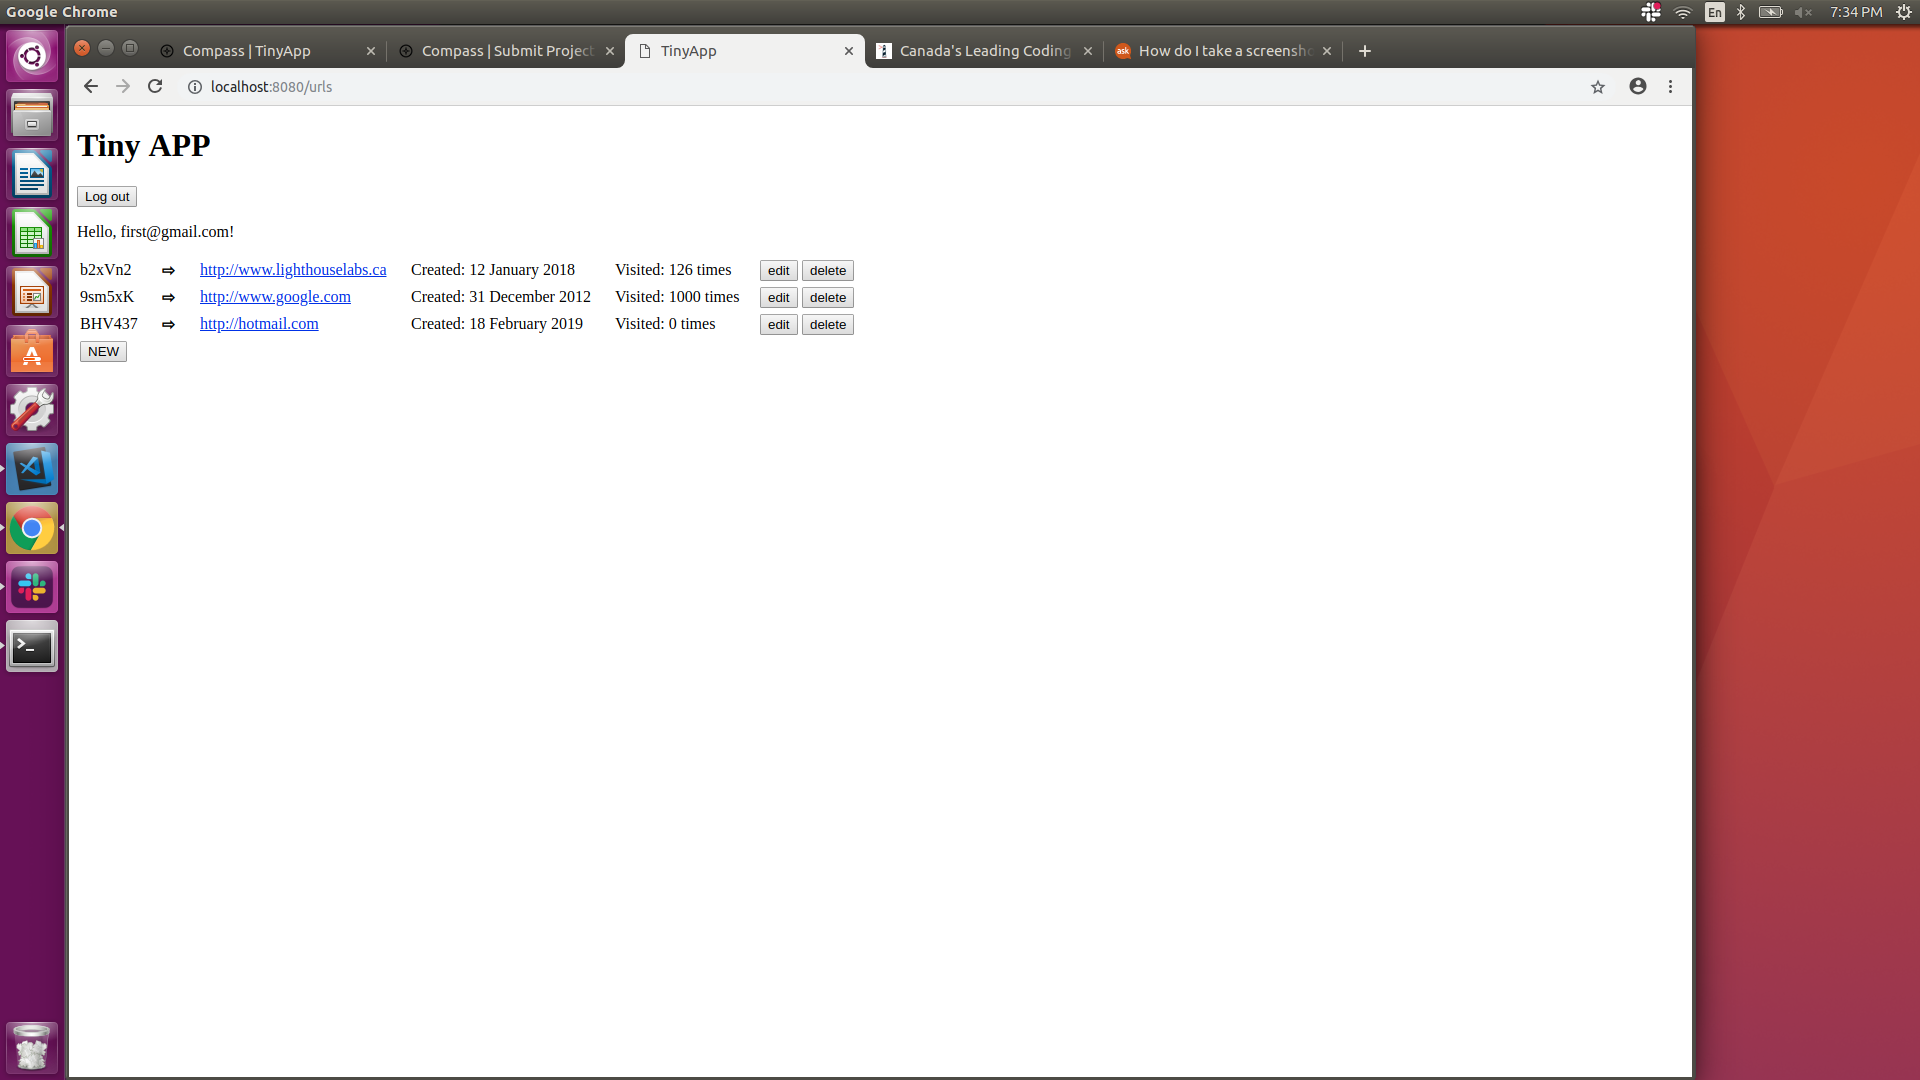 Google Chrome
En
7:34 PM
Compass | TinyApp
Compass | Submit Project
TinyApp
Canada's Leading Coding
ask
How do I take a screensho
localhost:8080/urls
Tiny APP
Log out
Hello, first@gmail.com!
b2xVn2 ⇨ http://www.lighthouselabs.ca Created: 12 January 2018 Visited: 126 times edit delete
9sm5xK ⇨ http://www.google.com Created: 31 December 2012 Visited: 1000 times edit delete
BHV437 ⇨ http://hotmail.com Created: 18 February 2019 Visited: 0 times edit delete
NEW